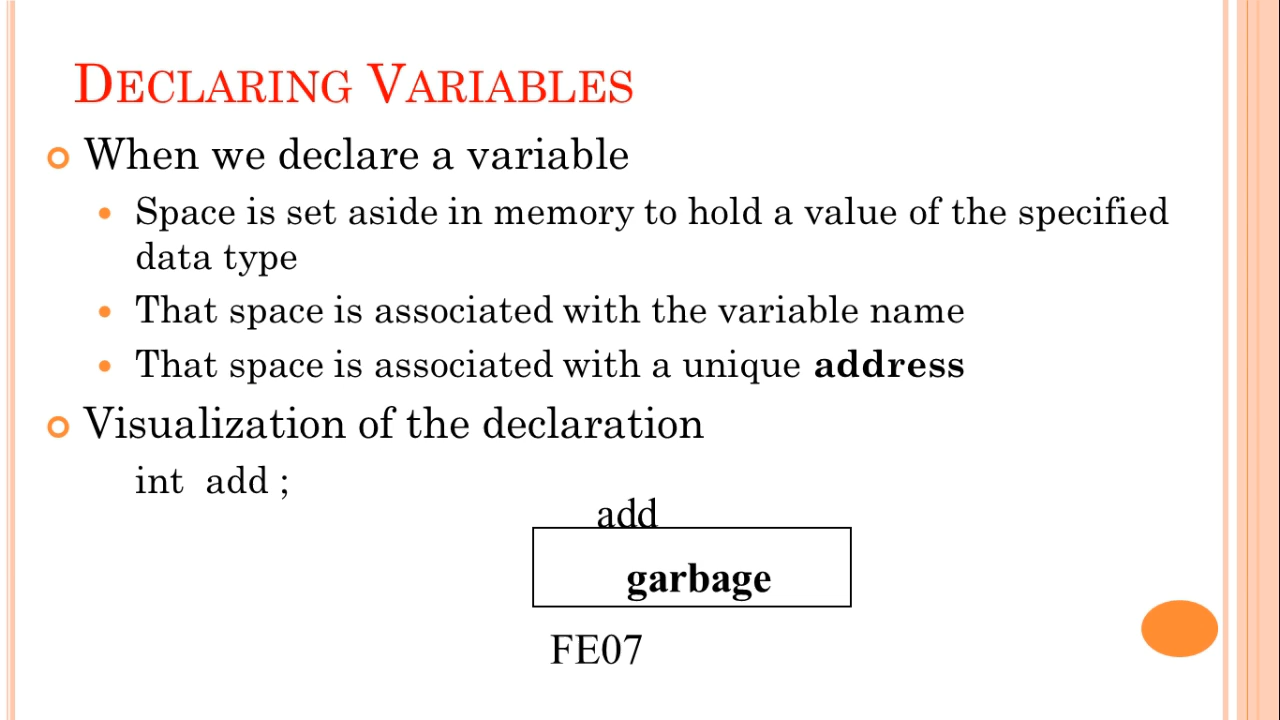 DECLARING VARIABLES
When we declare a variable
Space is set aside in memory to hold a value of the specified
data type
That space is associated with the variable name
That space is associated with a unique address
Visualization of the declaration
int add ;
add
garbage
FE07